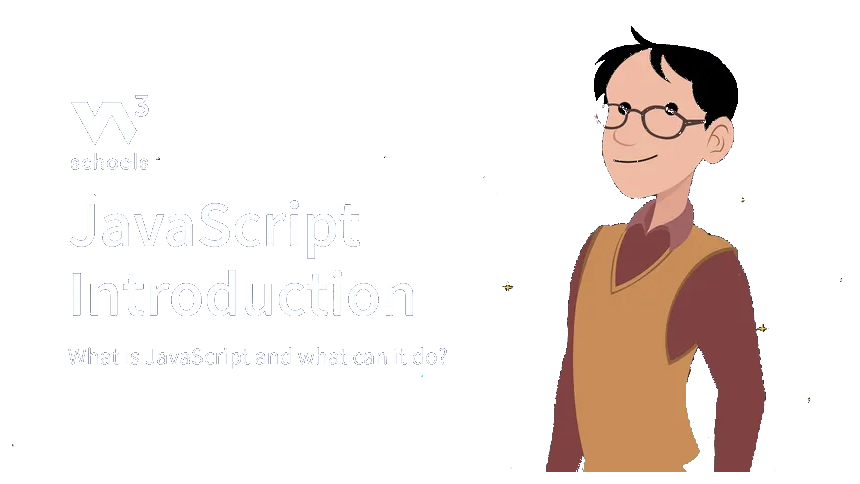 w3
schools
JavaScript
Introduction
What is JavaScript and what can it do?